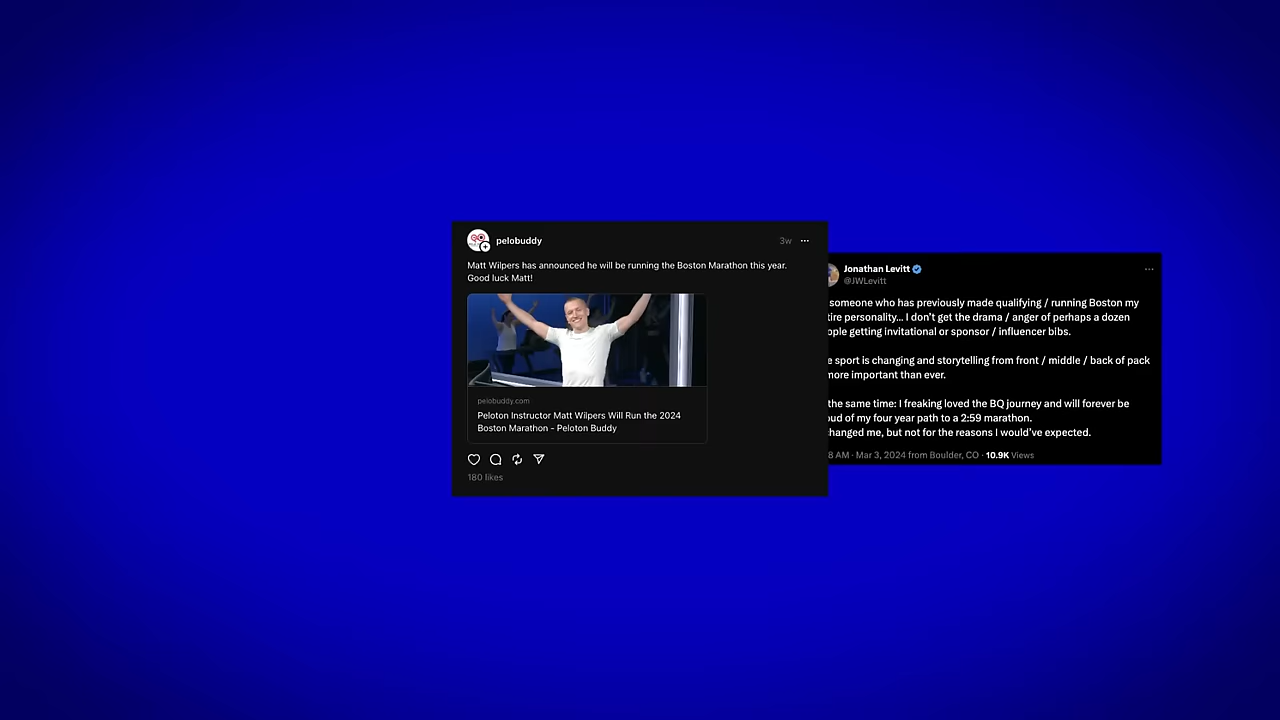 pelobuddy
3w
Matt Wilpers has announced he will be running the Boston Marathon this year.
Good luck Matt!
pelobuddy.com
Peloton Instructor Matt Wilpers Will Run the 2024
Boston Marathon - Peloton Buddy
180 likes
Jonathan Levitt
@JWLevitt
someone who has previously made qualifying / running Boston my
personality... I don't get the drama / anger of perhaps a dozen
getting invitational or sponsor / influencer bibs.
sport is changing and storytelling from front / middle / back of pack
more important than ever.
the same time: I freaking loved the BQ journey and will forever be
of my four year path to a 2:59 marathon.
me, but not for the reasons I would've expected.
AM · Mar 3, 2024 from Boulder, CO · 10.9K Views